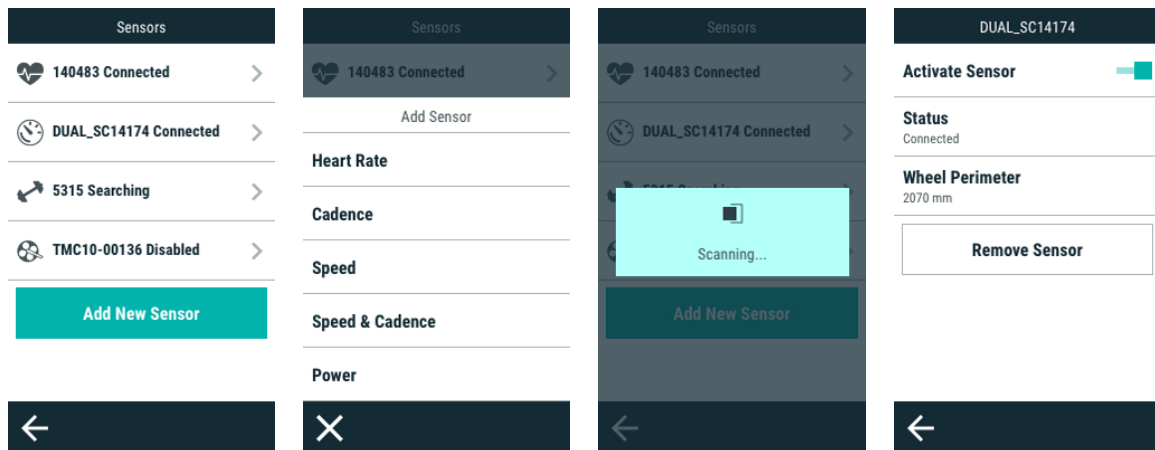 Sensors
140483 Connected
DUAL_SC14174 Connected
5315 Searching
TMC10-00136 Disabled
Add New Sensor
Sensors
140483 Connected
Add Sensor
Heart Rate
Cadence
Speed
Speed & Cadence
Power
Sensors
140483 Connected
DUAL_SC14174 Connected
Scanning...
Add New Sensor
DUAL_SC14174
Activate Sensor
Status
Connected
Wheel Perimeter
2070 mm
Remove Sensor